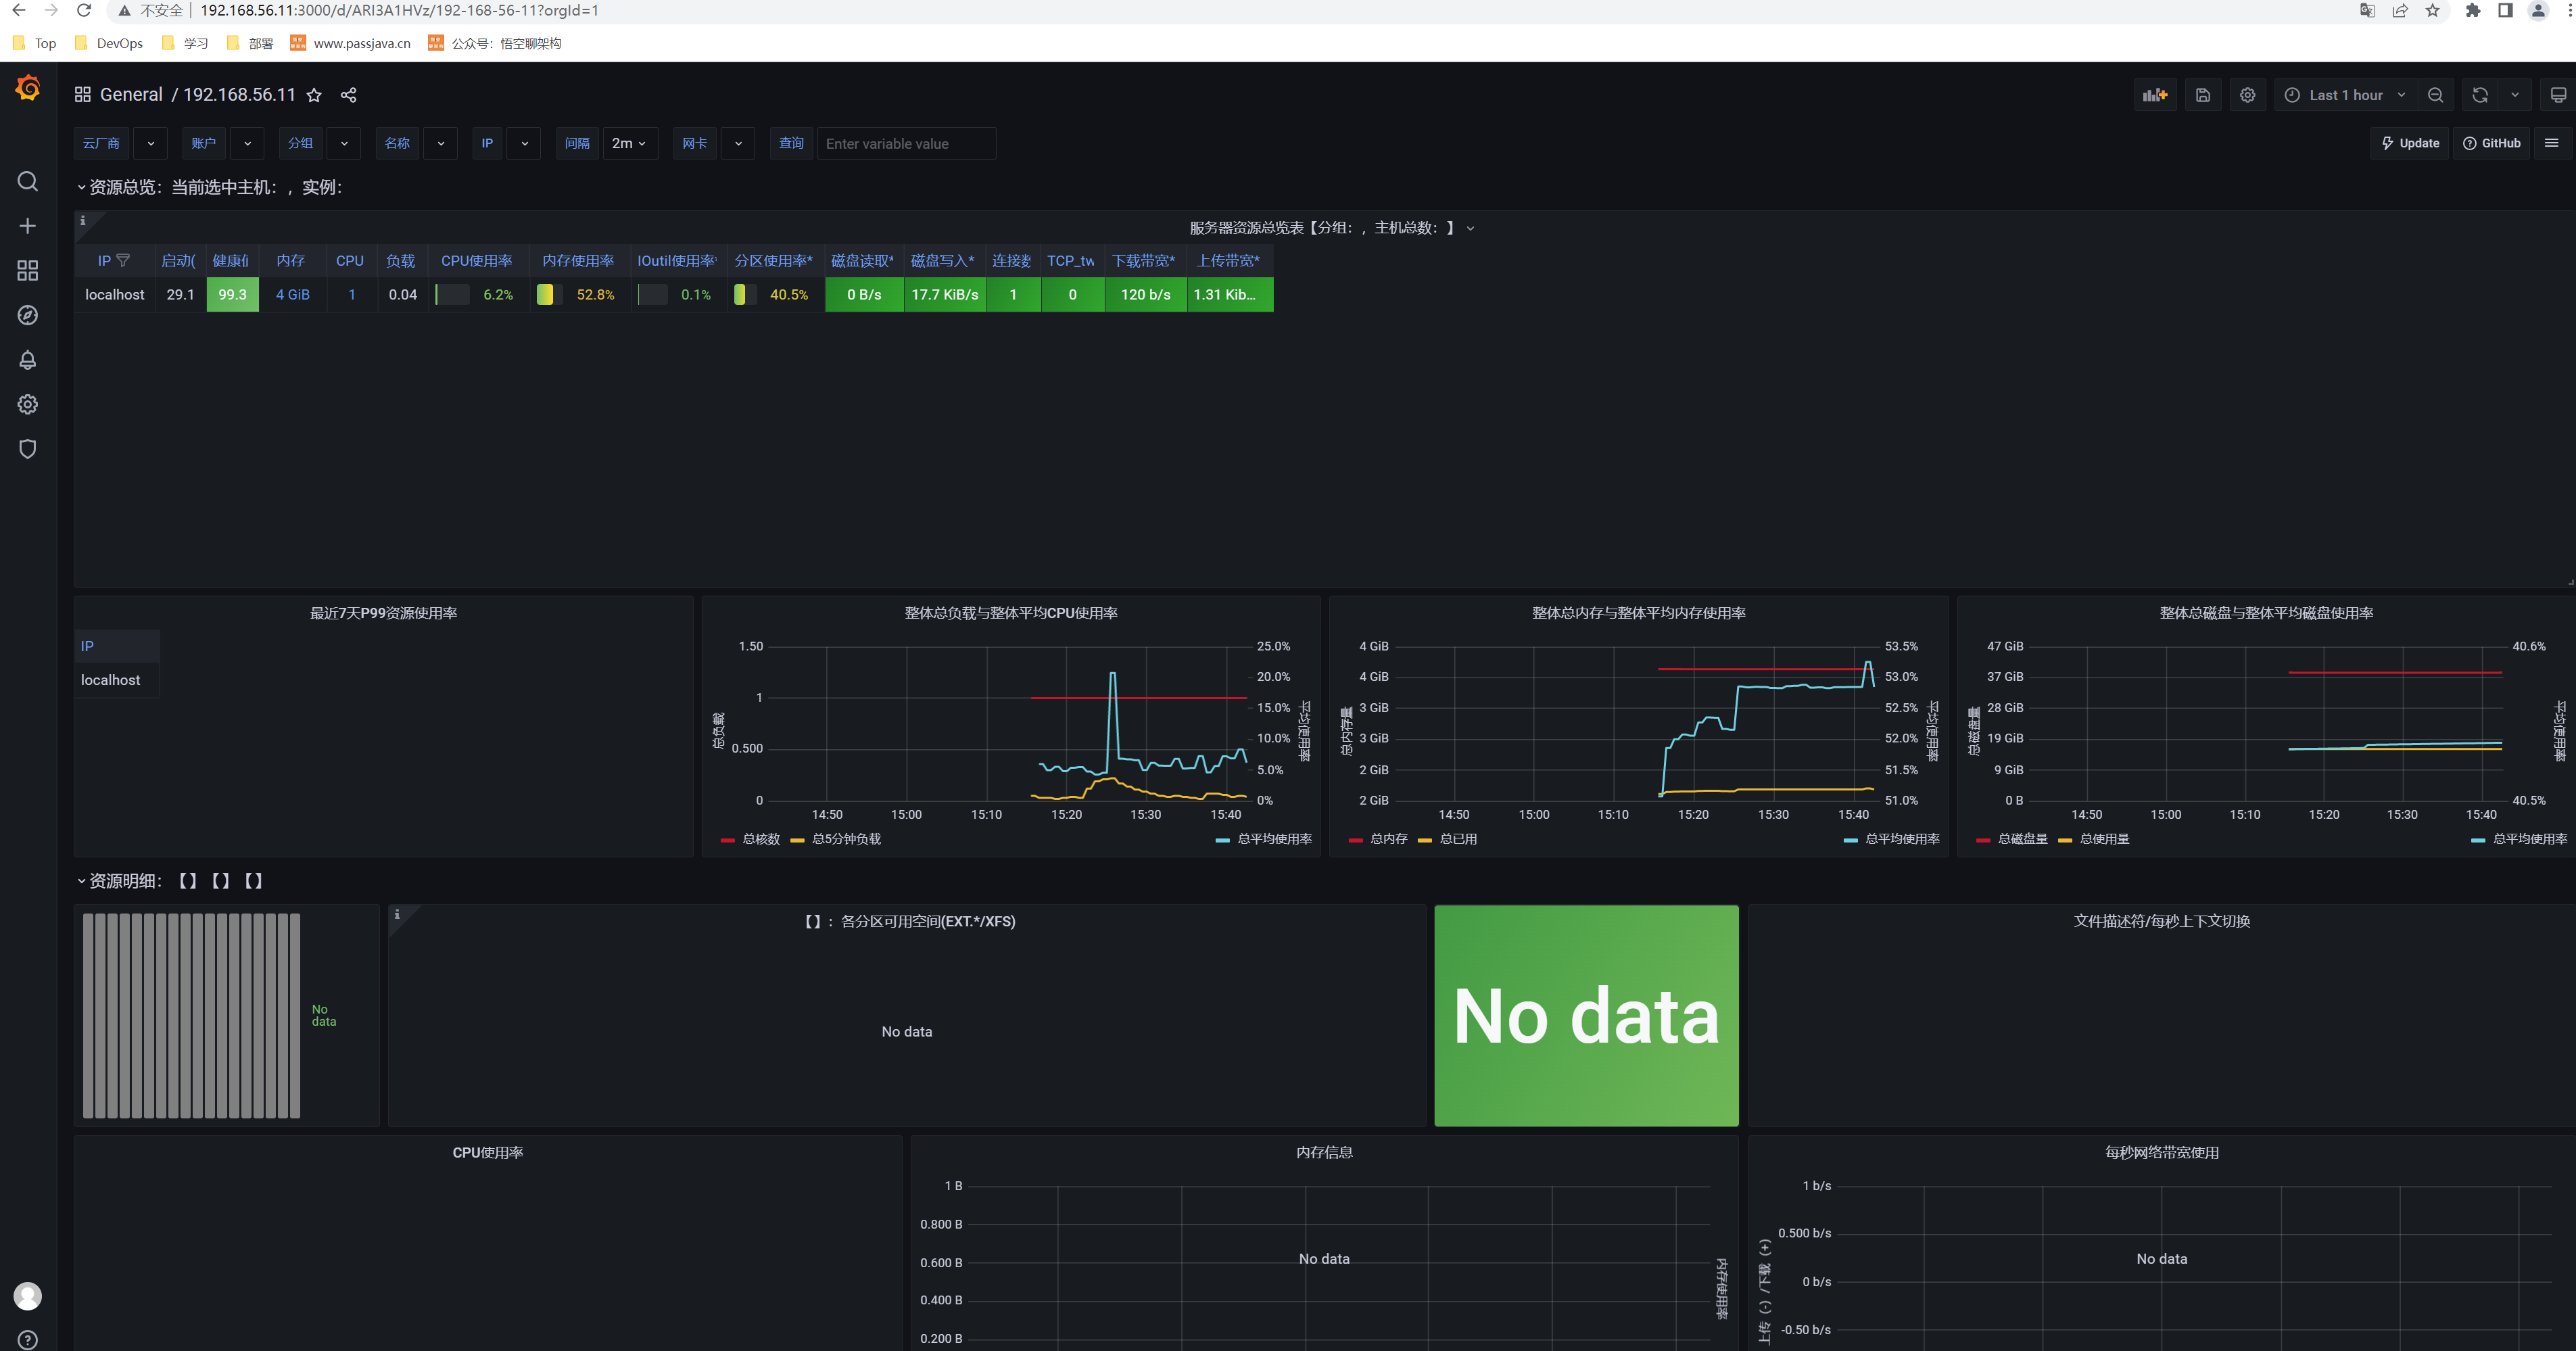 不安全 192.168.56.11:3000/d/ARI3A1HVz/192-168-56-11?orgId=1
Top DevOps 学习 部署 www.passjava.cn 公众号：悟空聊架构
General / 192.168.56.11 Last 1 hour
云厂商 账户 分组 名称 IP 间隔 2m 网卡 查询 Enter variable value Update GitHub
资源总览：当前选中主机：，实例：
服务器资源总览表【分组：，主机总数：】
IP 启动( 健康值 内存 CPU 负载 CPU使用率 内存使用率 IOutil使用率* 分区使用率* 磁盘读取* 磁盘写入* 连接数 TCP_tw 下载带宽* 上传带宽*
localhost 29.1 99.3 4 GiB 1 0.04 6.2% 52.8% 0.1% 40.5% 0 B/s 17.7 KiB/s 1 0 120 b/s 1.31 Kib...
最近7天P99资源使用率
IP
localhost
整体总负载与整体平均CPU使用率
总负载
1.50
1
0.500
0
25.0%
20.0%
15.0%
10.0%
5.0%
0%
整体平均使用率
14:50 15:00 15:10 15:20 15:30 15:40
总核数 总5分钟负载 总平均使用率
整体总内存与整体平均内存使用率
总内存量
4 GiB
4 GiB
3 GiB
3 GiB
2 GiB
2 GiB
53.5%
53.0%
52.5%
52.0%
51.5%
51.0%
整体平均使用率
14:50 15:00 15:10 15:20 15:30 15:40
总内存 总已用 总平均使用率
整体总磁盘与整体平均磁盘使用率
总磁盘量
47 GiB
37 GiB
28 GiB
19 GiB
9 GiB
0 B
40.6%
40.5%
整体平均使用率
14:50 15:00 15:10 15:20 15:30 15:40
总磁盘量 总使用量 总平均使用率
资源明细：【】【】【】
No
data
【】：各分区可用空间(EXT.*/XFS)
No data
No data
文件描述符/每秒上下文切换
CPU使用率
内存信息
1 B
0.800 B
0.600 B
0.400 B
0.200 B
No data
内存使用率
每秒网络带宽使用
上传（-）/下载（+）
1 b/s
0.500 b/s
0 b/s
-0.50 b/s
No data